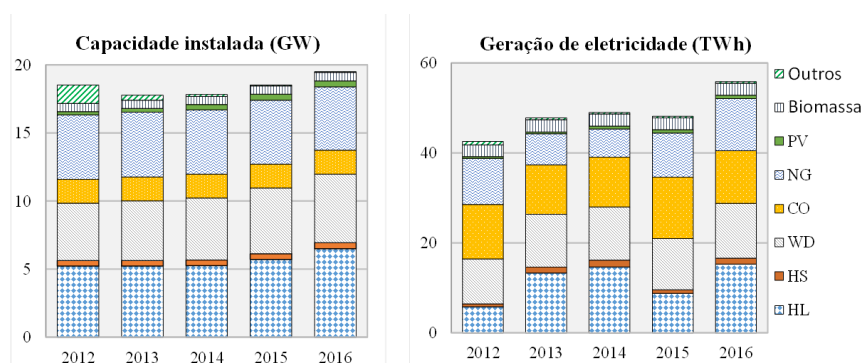 Capacidade instalada (GW)
20
15
10
5
0
2012 2013 2014 2015 2016
Geração de eletricidade (TWh)
60
40
20
0
2012 2013 2014 2015 2016
Outros
Biomassa
PV
NG
CO
WD
HS
HL